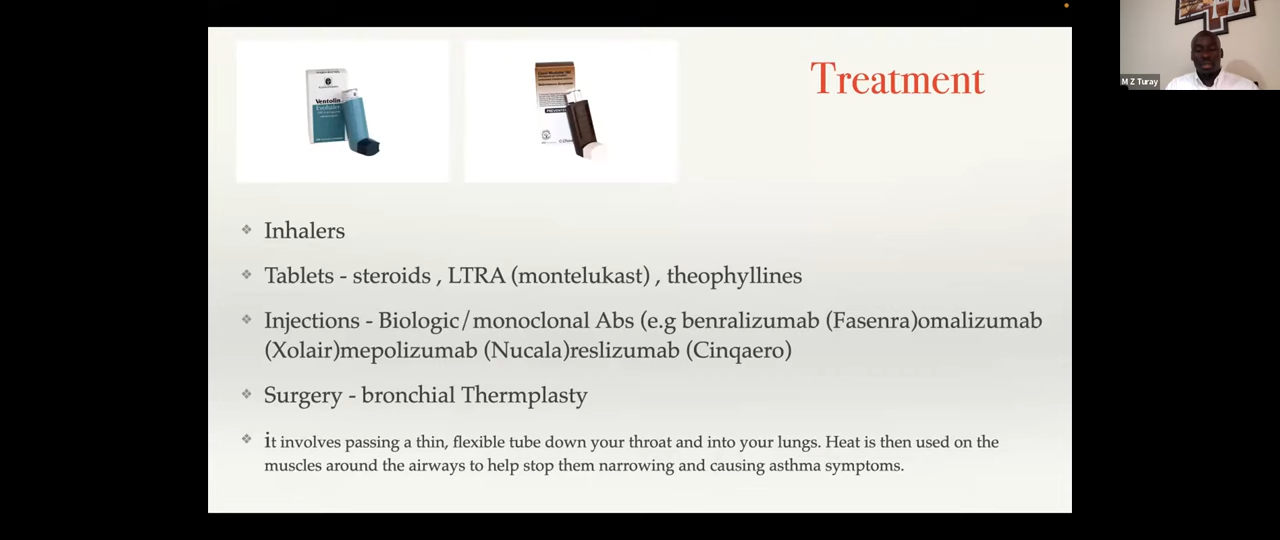 Treatment
Ventolin
Evohaler
Inhalers
Tablets - steroids , LTRA (montelukast) , theophyllines
Injections - Biologic/monoclonal Abs (e.g benralizumab (Fasenra)omalizumab
(Xolair)mepolizumab (Nucala)reslizumab (Cinqaero)
Surgery - bronchial Thermplasty
it involves passing a thin, flexible tube down your throat and into your lungs. Heat is then used on the
muscles around the airways to help stop them narrowing and causing asthma symptoms.
M Z Turay